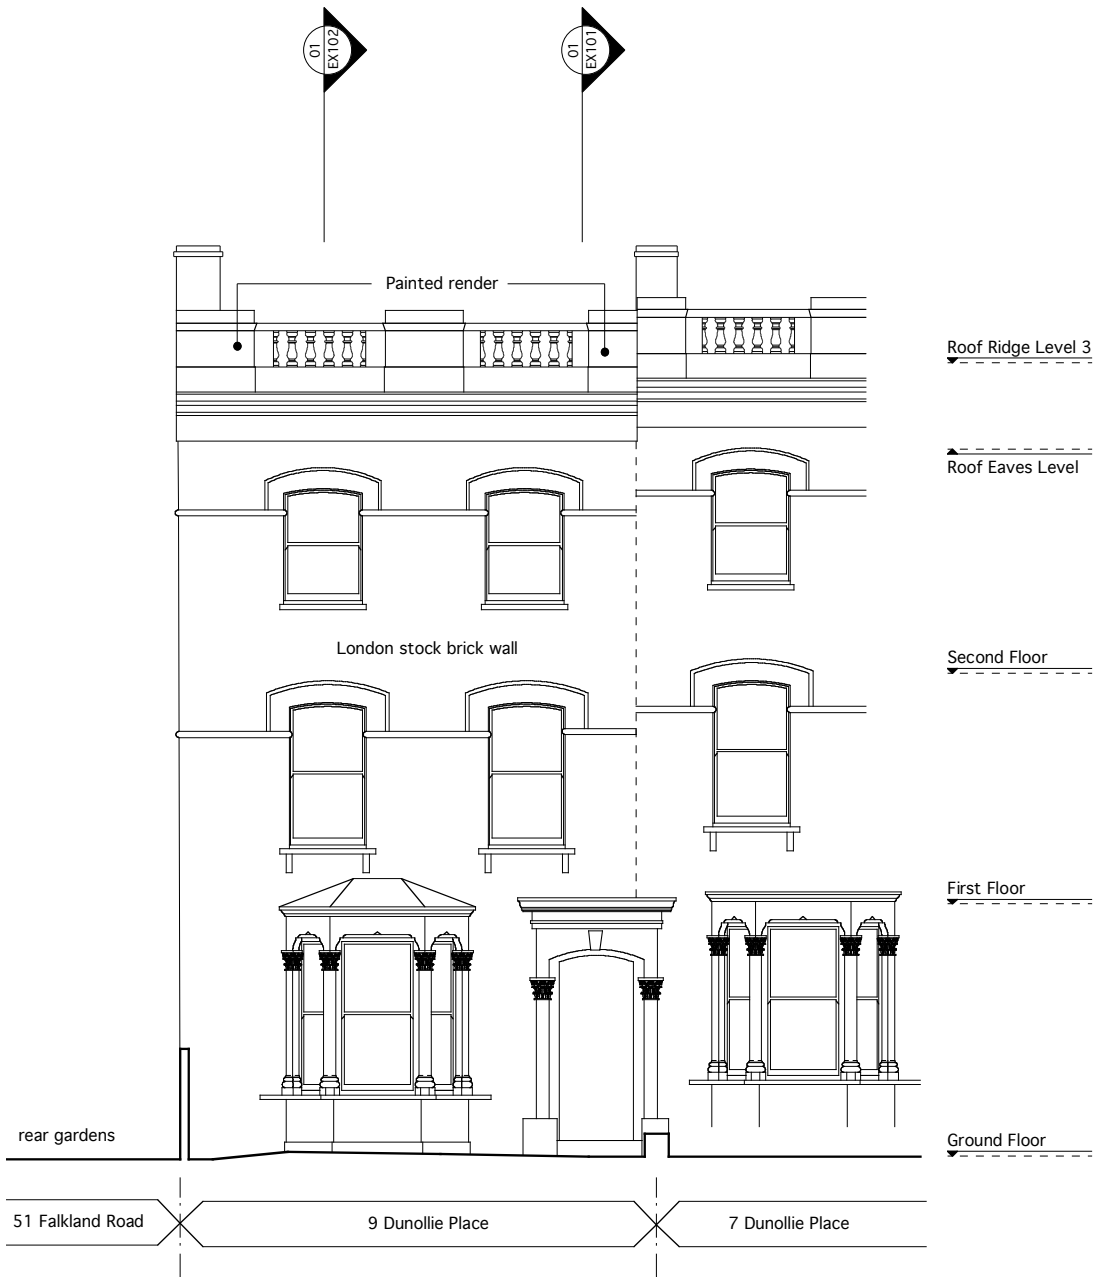 01
EX102
01
EX101
Painted render
Roof Ridge Level 3
Roof Eaves Level
London stock brick wall
Second Floor
First Floor
rear gardens
Ground Floor
51 Falkland Road
9 Dunollie Place
7 Dunollie Place